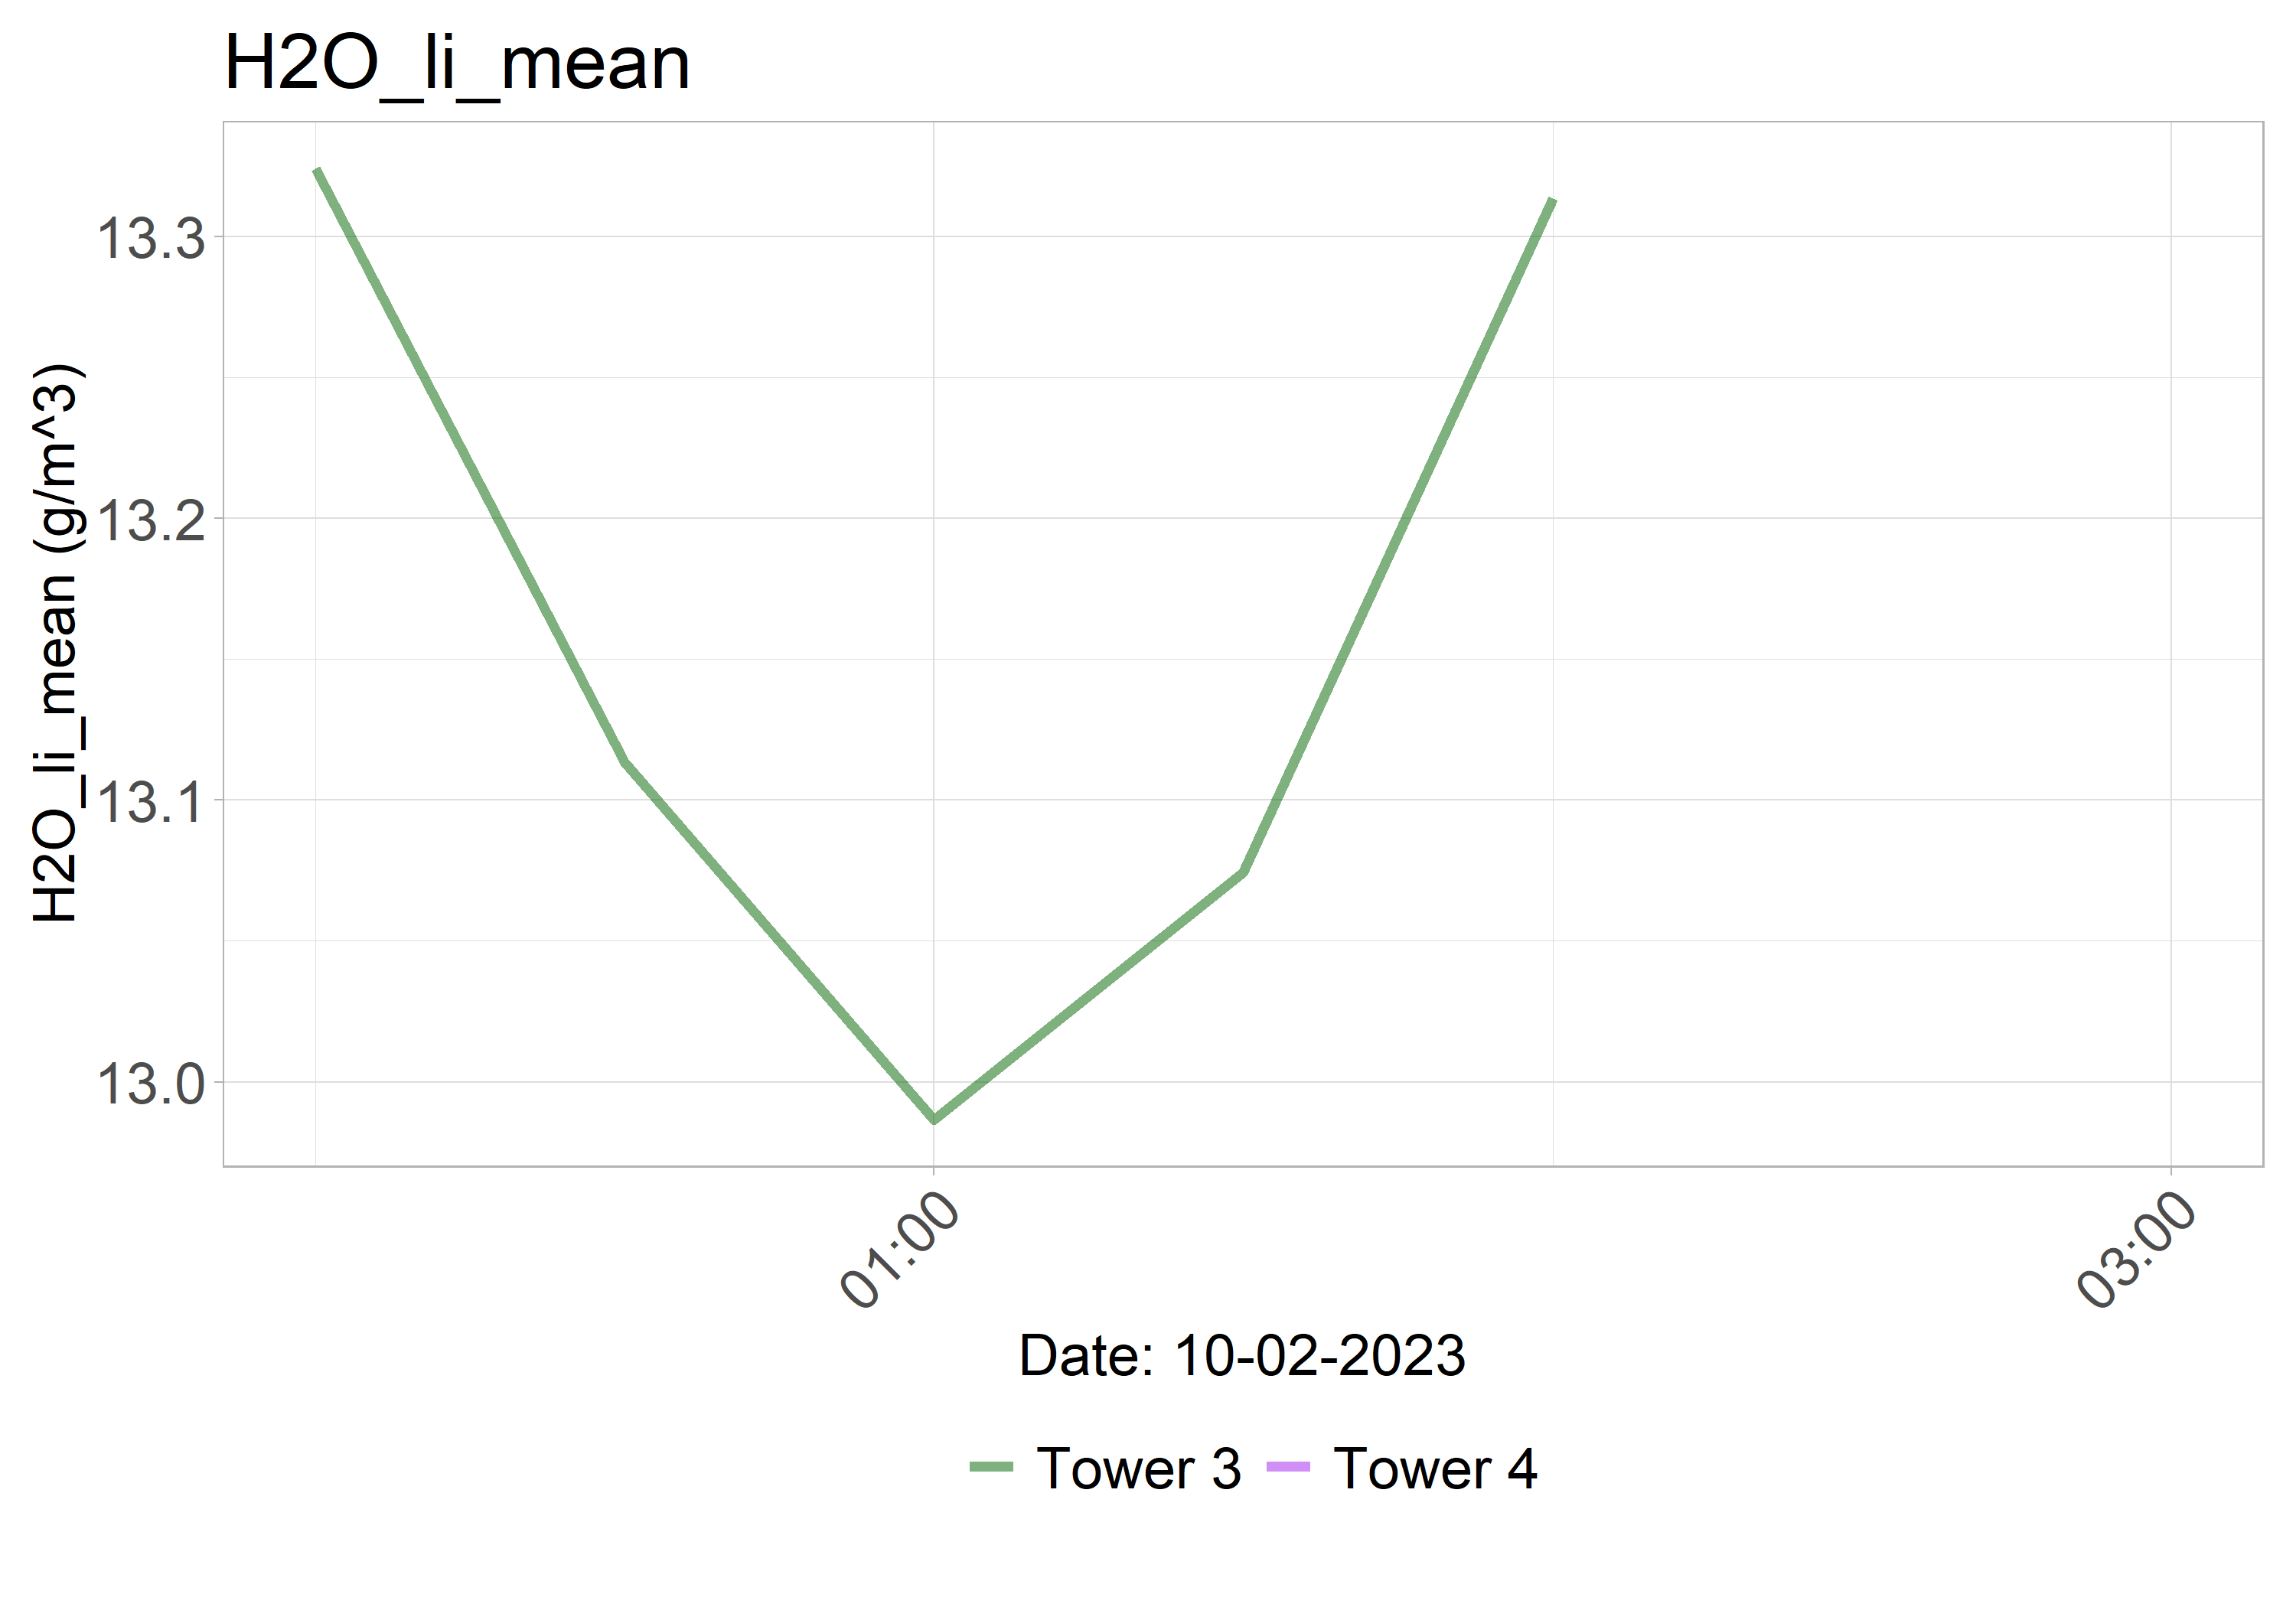 H2O_li_mean
H2O_li_mean (g/m^3)
13.3
13.2
13.1
13.0
01:00
03:00
Date: 10-02-2023
Tower 3 Tower 4